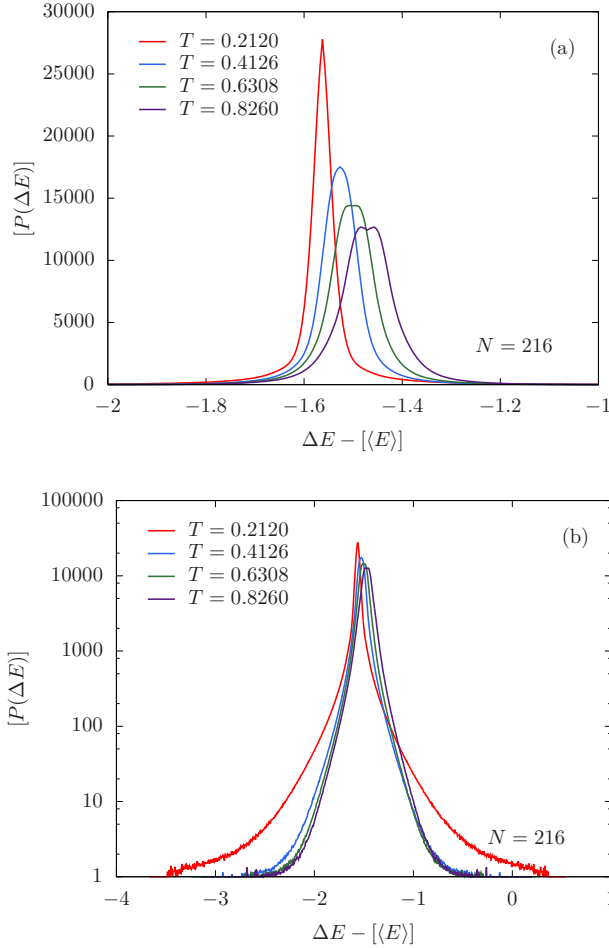 30000
25000
20000
15000
10000
5000
0
[P(ΔE)]
T = 0.2120
T = 0.4126
T = 0.6308
T = 0.8260
(a)
N = 216
−2
−1.8
−1.6
−1.4
−1.2
−1
ΔE − [⟨E⟩]
100000
10000
1000
100
10
1
[P(ΔE)]
T = 0.2120
T = 0.4126
T = 0.6308
T = 0.8260
(b)
N = 216
−4
−3
−2
−1
0
1
ΔE − [⟨E⟩]